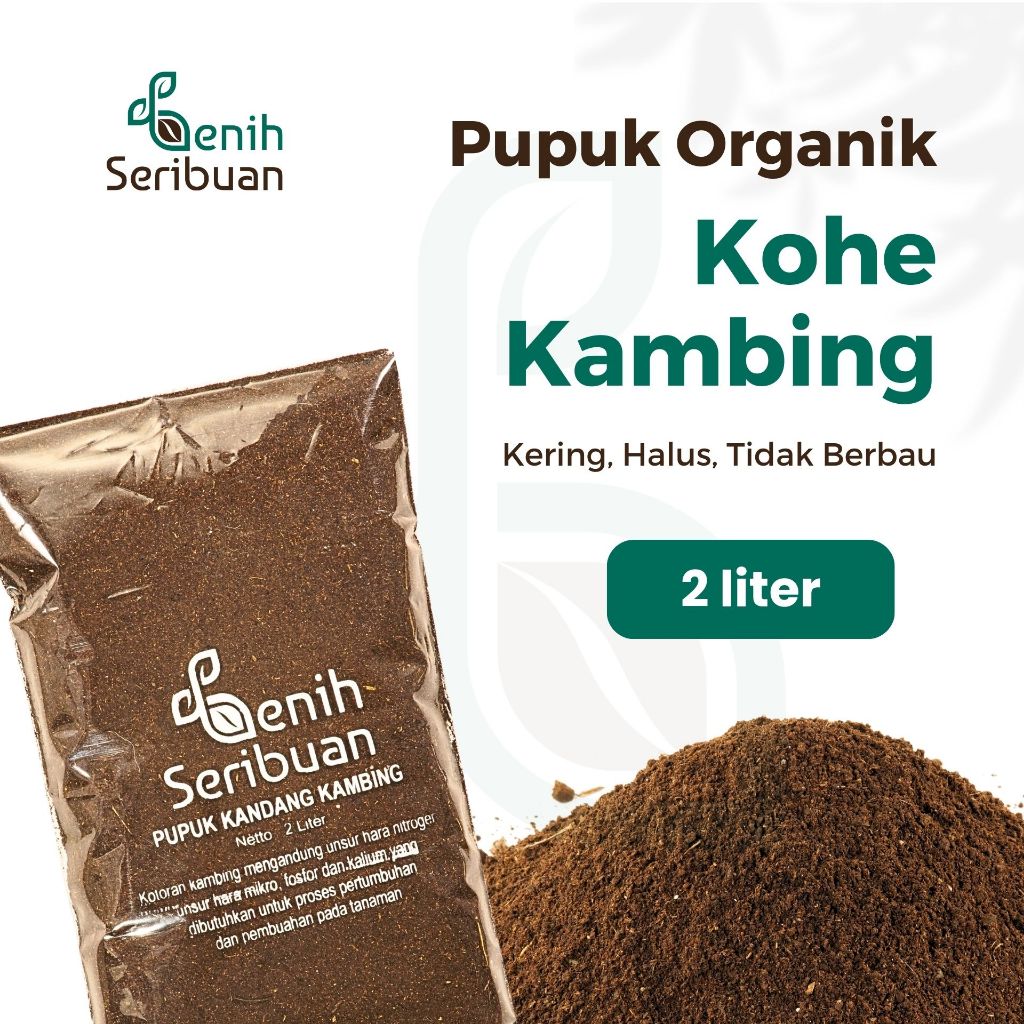 Benih
Seribuan
Pupuk Organik
Kohe
Kambing
Kering, Halus, Tidak Berbau
2 liter
Benih
Seribuan
PUPUK KANDANG KAMBING
Netto 2 Liter
Kotoran kambing mengandung unsur hara nitroger
unsur hara mikro, fosfor dan kalium yang
dibutuhkan untuk proses pertumbuhan
dan pembuahan pada tanaman